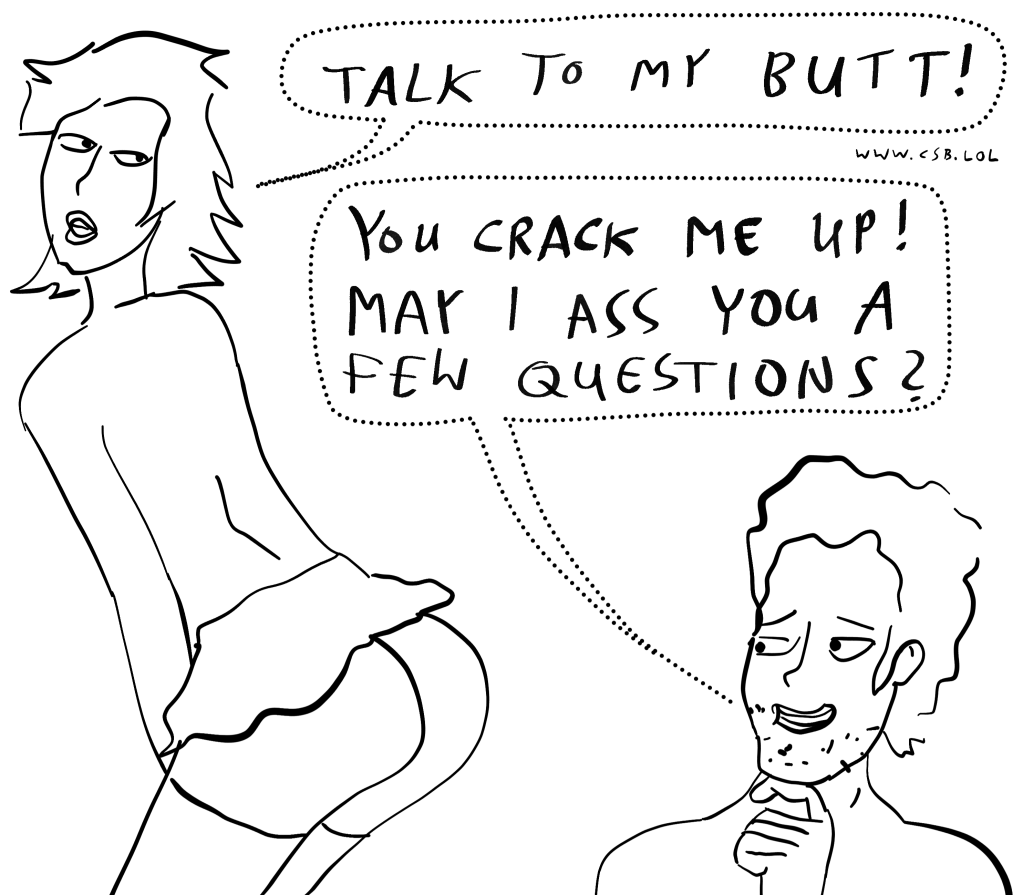 TALK TO MY BUTT!
WWW.CSB.LOL
YOU CRACK ME UP!
MAY I ASS YOU A
FEW QUESTIONS?